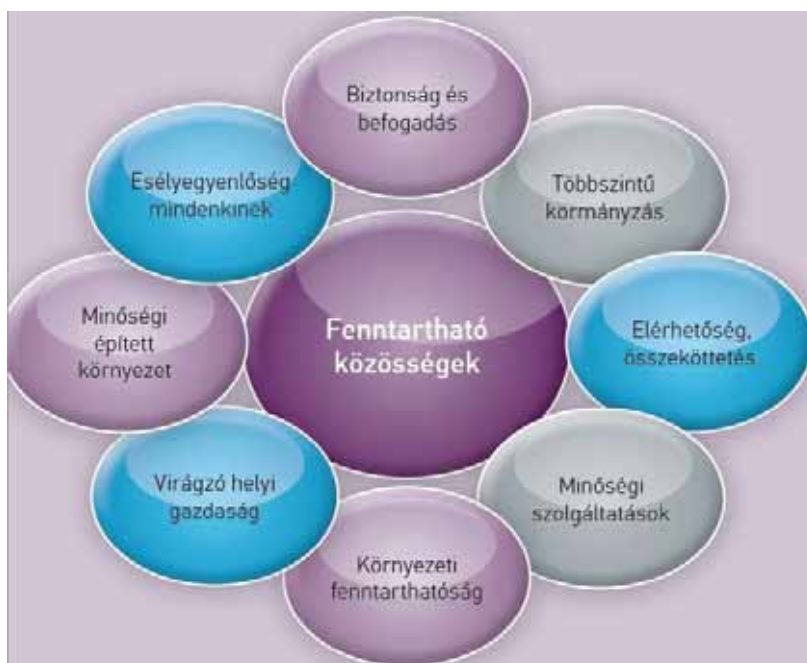 Biztonság és
befogadás
Esélyegyenlőség
mindenkinek
Többszintű
kormányzás
Minőségi
épített
környezet
Fenntartható
közösségek
Elérhetőség,
összeköttetés
Virágzó helyi
gazdaság
Minőségi
szolgáltatások
Környezeti
fenntarthatóság